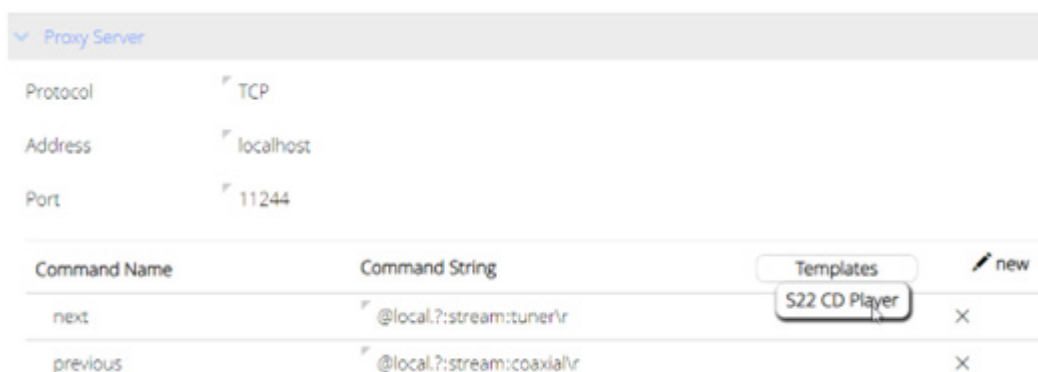 Proxy Server
Protocol TCP
Address localhost
Port 11244
Command Name Command String Templates new
S22 CD Player
next @local.?:stream:tuner\r
previous @local.?:stream:coaxial\r